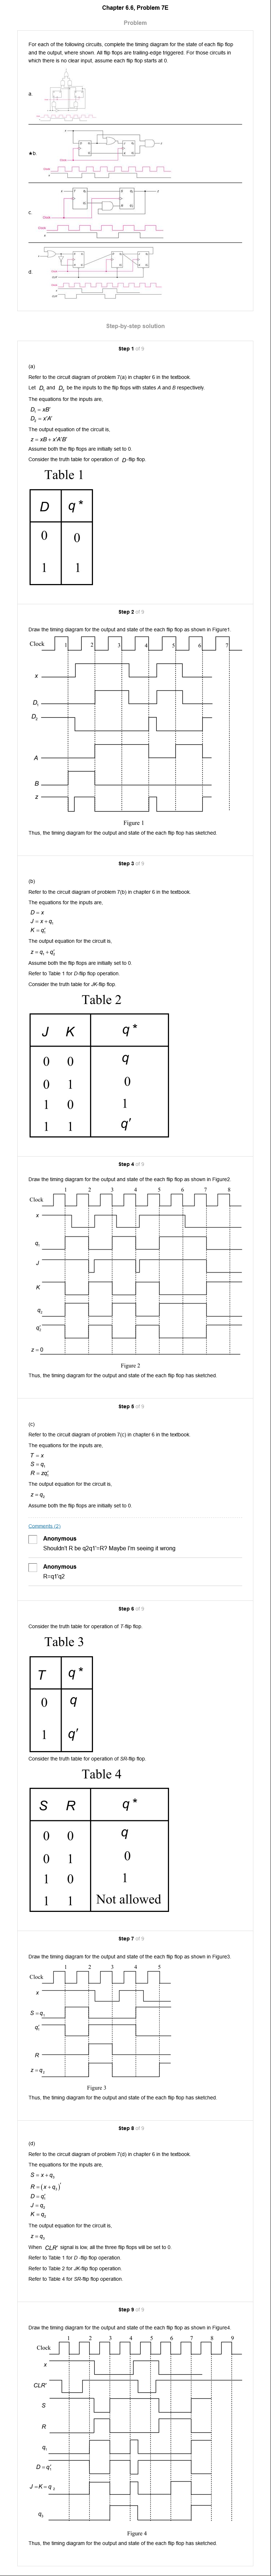 Chapter 6.6, Problem 7E
Problem
For each of the following circuits, complete the timing diagram for the state of each flip flop
and the output, where shown. All flip flops are trailing-edge triggered. For those circuits in
which there is no clear input, assume each flip flop starts at 0.
a.
★b.
c.
d.
Step-by-step solution
Step 1 of 9
(a)
Refer to the circuit diagram of problem 7(a) in chapter 6 in the textbook.
Let D₁ and D₂ be the inputs to the flip flops with states A and B respectively.
The equations for the inputs are,
D₁ = xB'
D₂ = x'A'
The output equation of the circuit is,
z = xB + x'A'B'
Assume both the flip flops are initially set to 0.
Consider the truth table for operation of D-flip flop.
Table 1
D q*
0 0
1 1
Step 2 of 9
Draw the timing diagram for the output and state of the each flip flop as shown in Figure1.
Clock 1 2 3 4 5 6 7
x
D₁
D₂
A
B
z
Figure 1
Thus, the timing diagram for the output and state of the each flip flop has sketched.
Step 3 of 9
(b)
Refer to the circuit diagram of problem 7(b) in chapter 6 in the textbook.
The equations for the inputs are,
D = x
J = x + q₁
K = q₁'
The output equation for the circuit is,
z = q₁ + q₂'
Assume both the flip flops are initially set to 0.
Refer to Table 1 for D-flip flop operation.
Consider the truth table for JK-flip flop.
Table 2
J K q*
0 0 q
0 1 0
1 0 1
1 1 q'
Step 4 of 9
Draw the timing diagram for the output and state of the each flip flop as shown in Figure2.
1 2 3 4 5 6 7 8
Clock
x
q₁
J
K
q₂
q₂'
z = 0
Figure 2
Thus, the timing diagram for the output and state of the each flip flop has sketched.
Step 5 of 9
(c)
Refer to the circuit diagram of problem 7(c) in chapter 6 in the textbook.
The equations for the inputs are,
T = x
S = q₁
R = zq₁'
The output equation for the circuit is,
z = q₂
Assume both the flip flops are initially set to 0.
Comments (2)
Anonymous
Shouldn't R be q2q1'=R? Maybe I'm seeing it wrong
Anonymous
R=q1'q2
Step 6 of 9
Consider the truth table for operation of T-flip flop.
Table 3
T q*
0 q
1 q'
Consider the truth table for operation of SR-flip flop.
Table 4
S R q*
0 0 q
0 1 0
1 0 1
1 1 Not allowed
Step 7 of 9
Draw the timing diagram for the output and state of the each flip flop as shown in Figure3.
1 2 3 4 5
Clock
x
S = q₁
q₁'
R
z = q₂
Figure 3
Thus, the timing diagram for the output and state of the each flip flop has sketched.
Step 8 of 9
(d)
Refer to the circuit diagram of problem 7(d) in chapter 6 in the textbook.
The equations for the inputs are,
S = x + q₃
R = (x + q₃)'
D = q₁'
J = q₂
K = q₂
The output equation for the circuit is,
z = q₃
When CLR' signal is low, all the three flip flops will be set to 0.
Refer to Table 1 for D -flip flop operation.
Refer to Table 2 for JK-flip flop operation.
Refer to Table 4 for SR-flip flop operation.
Step 9 of 9
Draw the timing diagram for the output and state of the each flip flop as shown in Figure4.
1 2 3 4 5 6 7 8 9
Clock
x
CLR'
S
R
q₁
D = q₁'
J = K = q₂
q₃
Figure 4
Thus, the timing diagram for the output and state of the each flip flop has sketched.